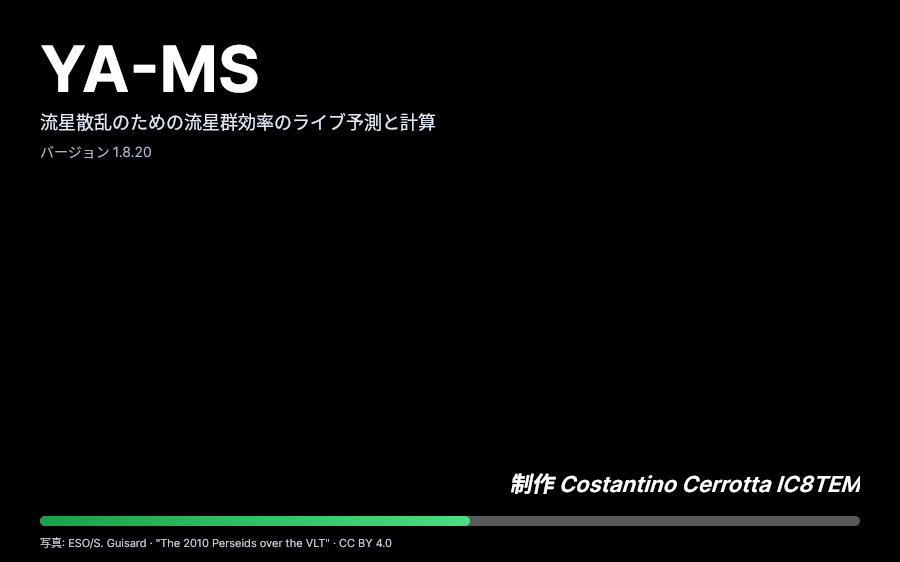 YA-MS
流星散乱のための流星群効率のライブ予測と計算
バージョン 1.8.20
制作 Costantino Cerrotta IC8TEM
写真: ESO/S. Guisard · "The 2010 Perseids over the VLT" · CC BY 4.0